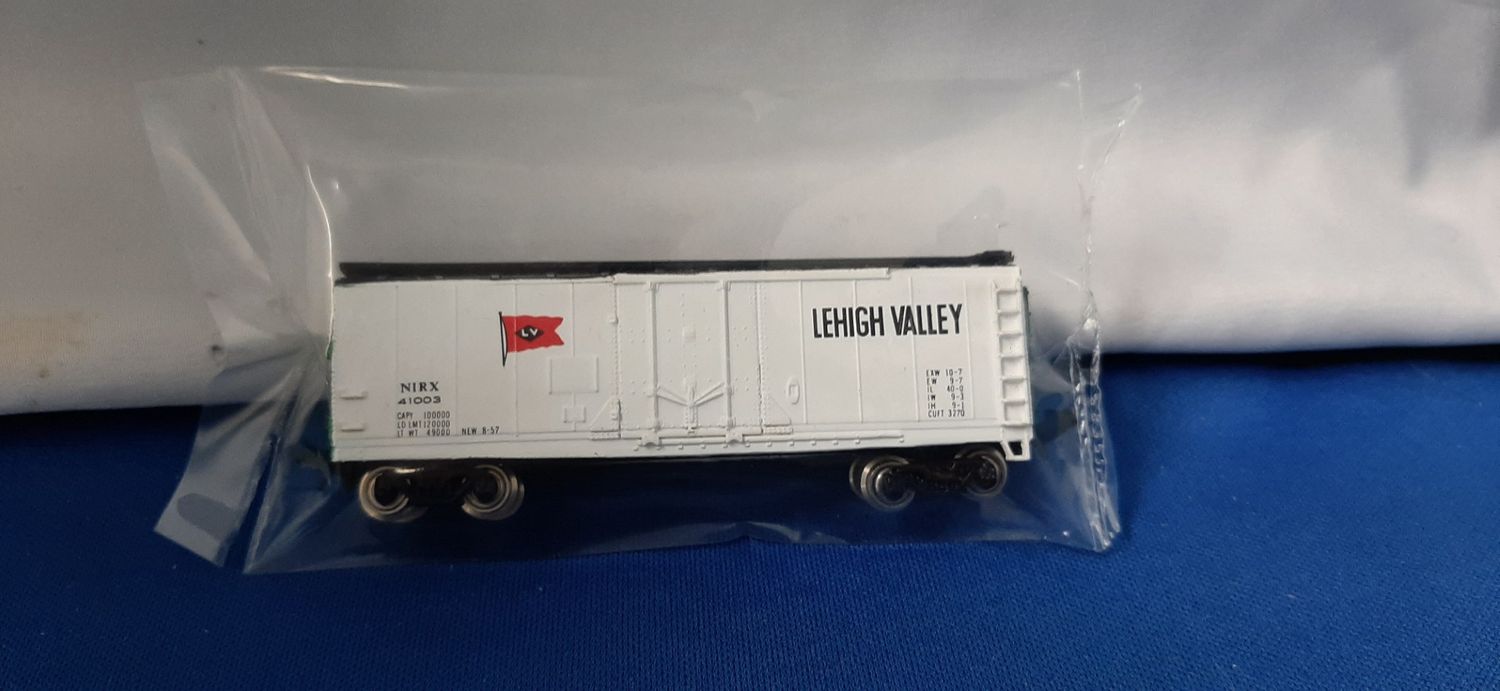 LV
LEHIGH VALLEY
NIRX
41003
CAPY 100000
LD LMT 120000
LT WT 49000 NEW 8-57
EXW 10-7
EW 9-7
IL 40-0
IW 9-3
IH 9-1
CUFT 3270